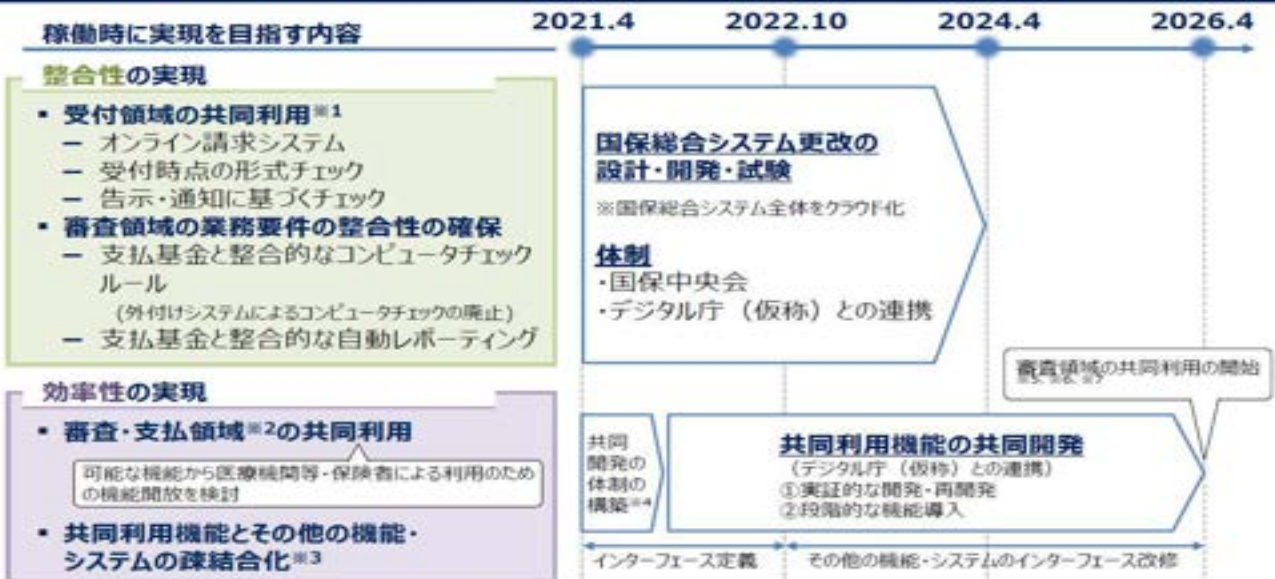 稼働時に実現を目指す内容
2021.4
2022.10
2024.4
2026.4
整合性の実現
▪ 受付領域の共同利用※1
− オンライン請求システム
− 受付時点の形式チェック
− 告示・通知に基づくチェック
▪ 審査領域の業務要件の整合性の確保
− 支払基金と整合的なコンピュータチェック
ルール
(外付けシステムによるコンピュータチェックの廃止)
− 支払基金と整合的な自動レポーティング
国保総合システム更改の
設計・開発・試験
※国保総合システム全体をクラウド化
体制
・国保中央会
・デジタル庁（仮称）との連携
審査領域の共同利用の開始
※5、※6、※7
効率性の実現
▪ 審査・支払領域※2の共同利用
可能な機能から医療機関等・保険者による利用のため
の機能開放を検討
▪ 共同利用機能とその他の機能・
システムの疎結合化※3
共同
開発の
体制の
構築※4
共同利用機能の共同開発
（デジタル庁（仮称）との連携）
①実証的な開発・再開発
②段階的な機能導入
インターフェース定義
その他の機能・システムのインターフェース改修